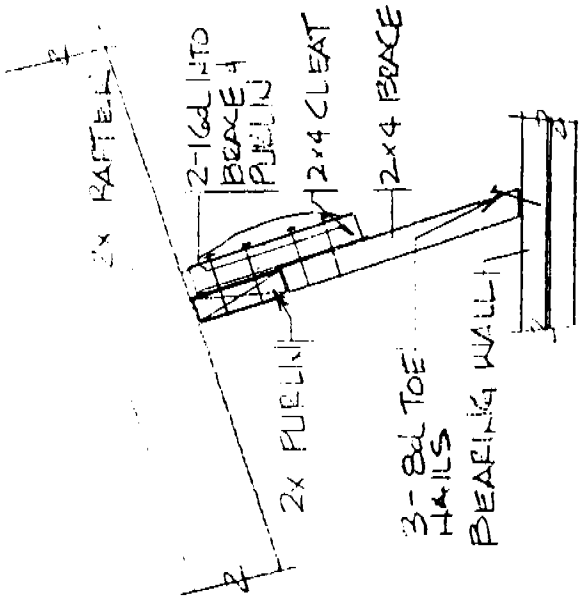 2x RAFTER
2-16d INTO
BRACE &
PURLIN
2x4 CLEAT
2x4 BRACE
2x PURLIN
3-8d TOE
NAILS
BEARING WALL